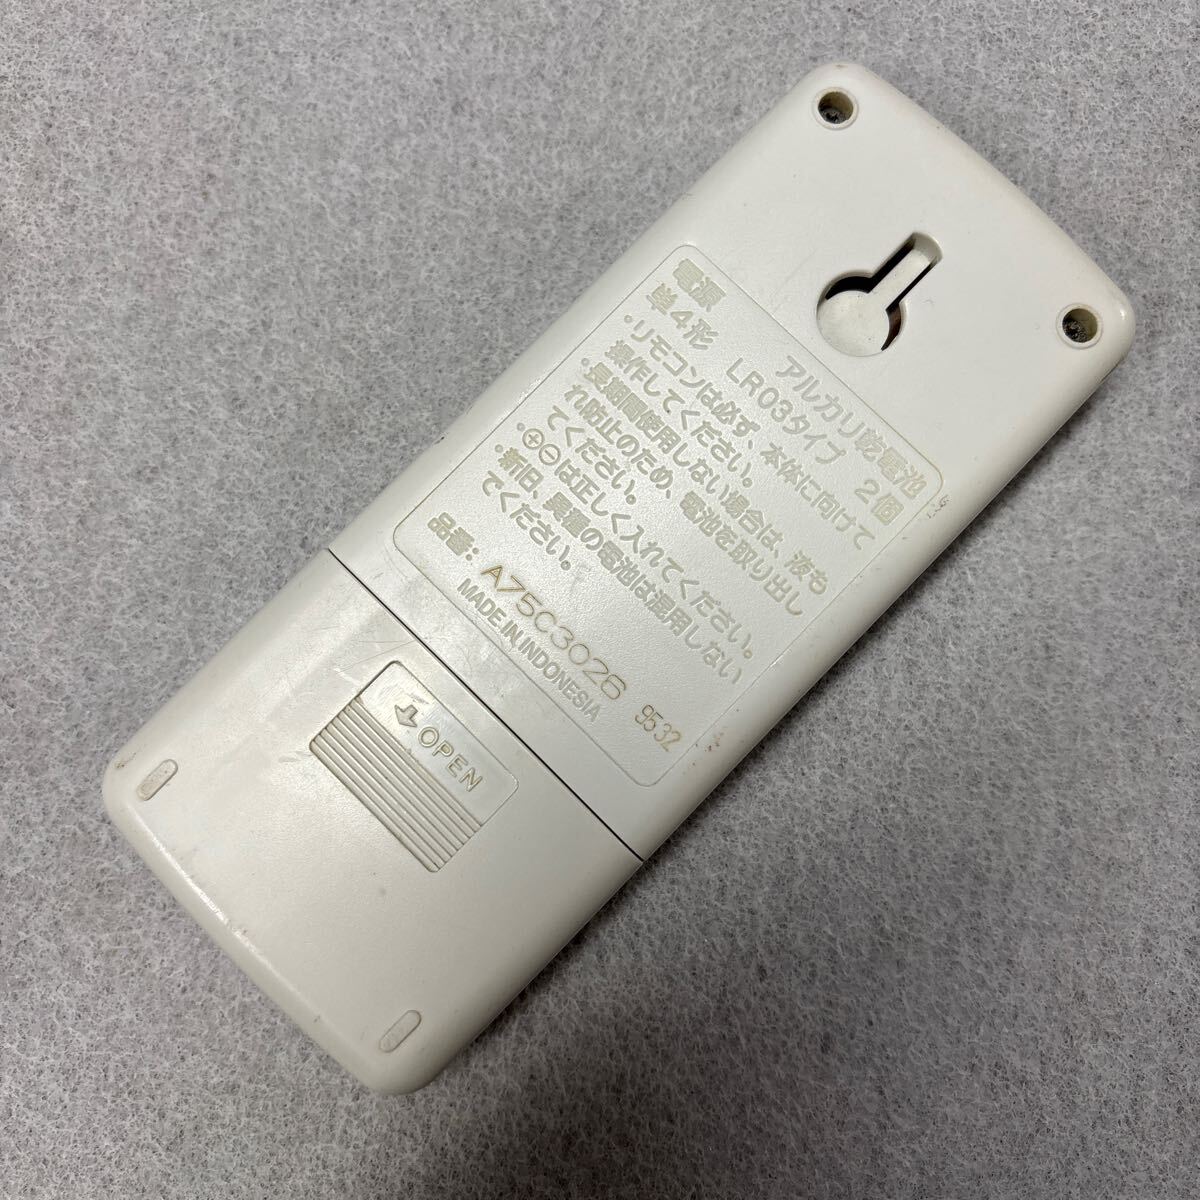 電源 アルカリ乾電池
単4形 LR03タイプ 2個
・リモコンは必ず、本体に向けて
操作してください。
・長期間使用しない場合は、液も
れ防止のため、電池を取り出し
てください。
・⊕⊖は正しく入れてください。
・新旧、異種の電池は混用しない
でください。
品番: A75C3026 9532
MADE IN INDONESIA
OPEN